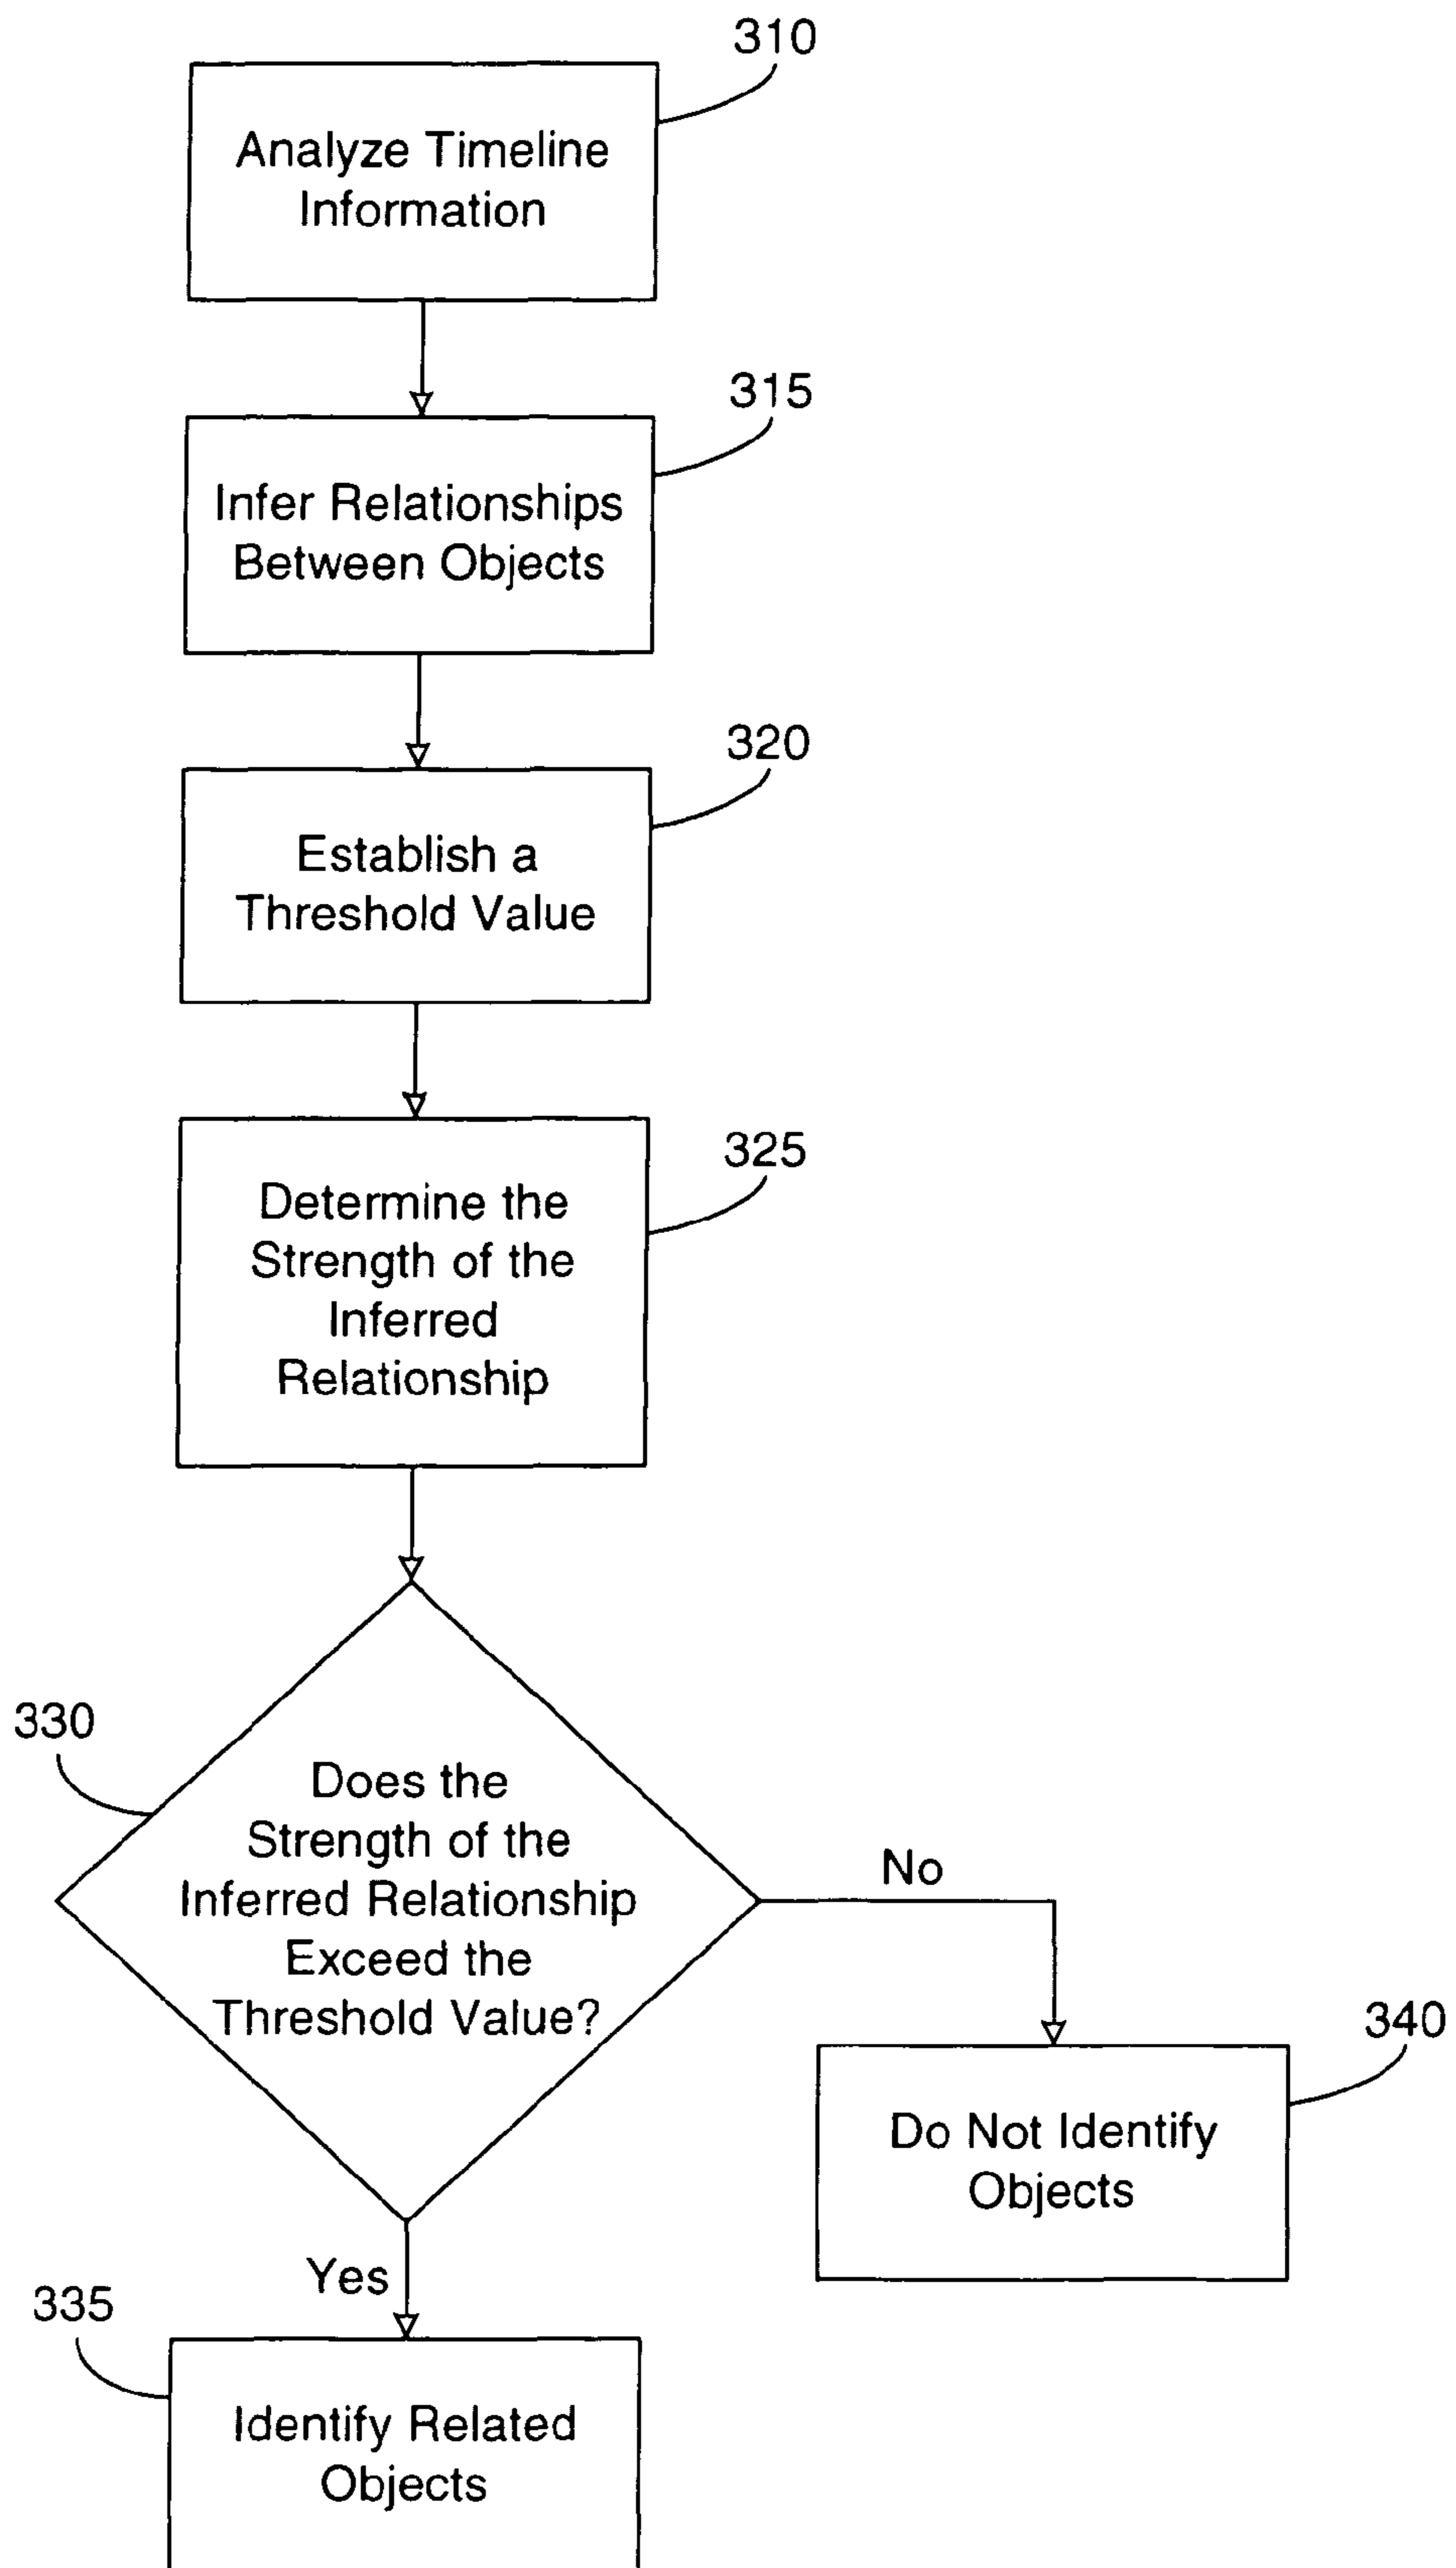 310
Analyze Timeline
Information
315
Infer Relationships
Between Objects
320
Establish a
Threshold Value
325
Determine the
Strength of the
Inferred
Relationship
330
Does the
Strength of the
Inferred Relationship
Exceed the
Threshold Value?
No
340
Do Not Identify
Objects
Yes
335
Identify Related
Objects